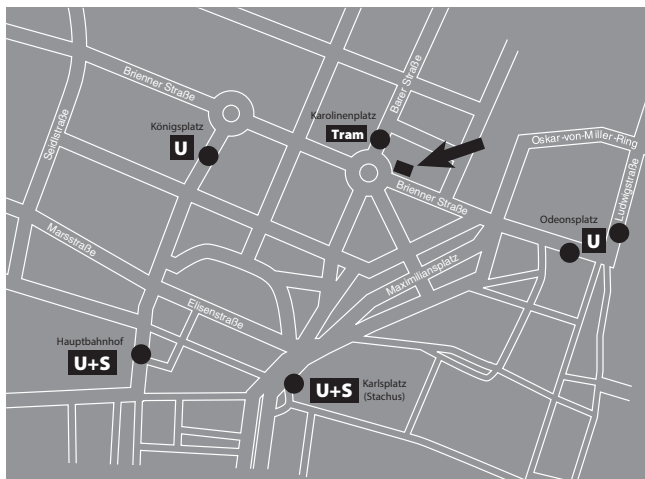 Brienner Straße
Barer Straße
Seidlstraße
Königsplatz
U
Karolinenplatz
Tram
Oskar-von-Miller-Ring
Ludwigstraße
Brienner Straße
Odeonsplatz
U
Marsstraße
Maximiliansplatz
Elisenstraße
Hauptbahnhof
U+S
U+S
Karlsplatz
(Stachus)